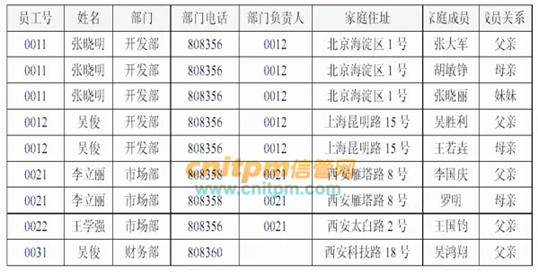 员工号 姓名 部门 部门电话 部门负责人 家庭住址 家庭成员 成员关系
0011 张晓明 开发部 808356 0012 北京海淀区1号 张大军 父亲
0011 张晓明 开发部 808356 0012 北京海淀区1号 胡敏铮 母亲
0011 张晓明 开发部 808356 0012 北京海淀区1号 张晓丽 妹妹
0012 吴俊 开发部 808356 0012 上海昆明路15号 吴胜利 父亲
0012 吴俊 开发部 808356 0012 上海昆明路15号 王若垚 母亲
0021 李立丽 市场部 808358 0021 西安雁塔路8号 李国庆 父亲
0021 李立丽 市场部 808358 0021 西安雁塔路8号 罗明 母亲
0022 王学强 市场部 808358 0021 西安太白路2号 王国钧 父亲
0031 吴俊 财务部 808360 西安科技路18号 吴鸿翔 父亲
cnitpm信管网
www.cnitpm.com